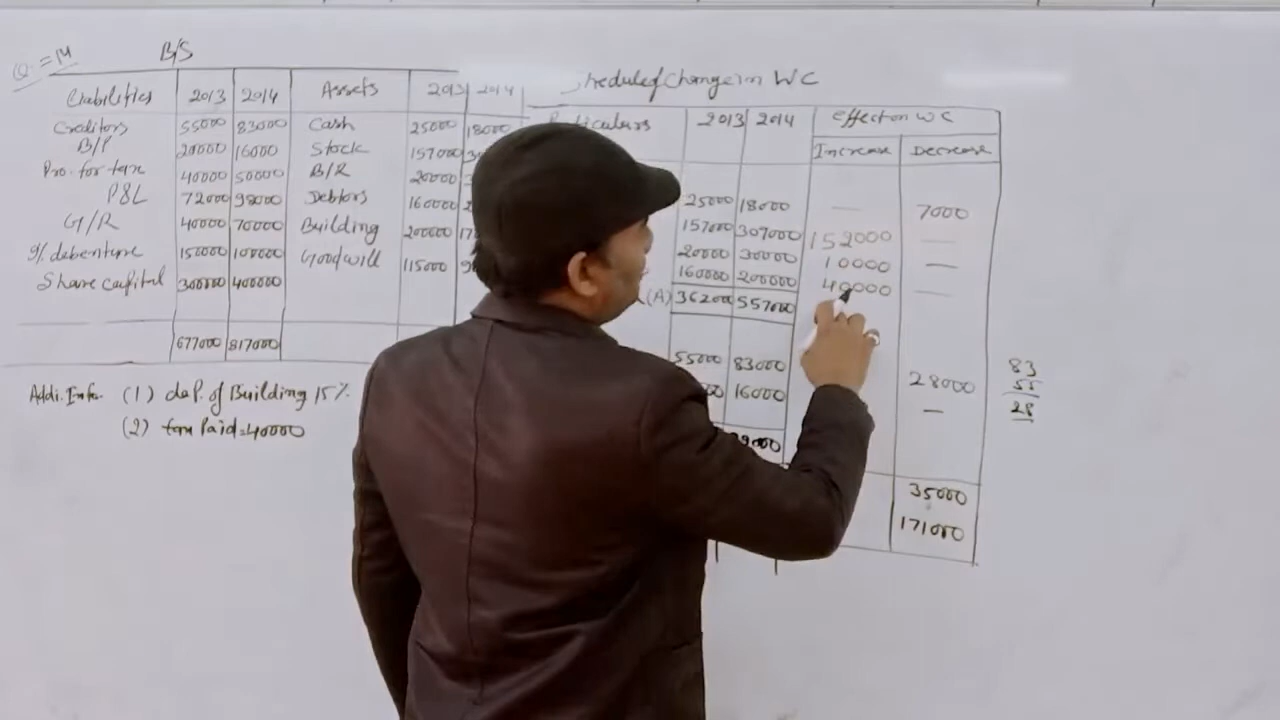 Q. = 14
B/S
Liabilities 2013 2014 Assets 2013 2014
Creditors 55000 83000 Cash 25000 18000
B/P 20000 16000 Stock 157000
Pro. for tax 40000 50000 B/R 20000
P&L 72000 98000 Debtors 160000
G/R 40000 70000 Building 200000
9% debenture 150000 100000 Goodwill 115000
Share capital 300000 400000
677000 817000
Addi. Info. (1) dep. of Building 15%.
(2) tax Paid = 40000
Schedule of Change in WC
Particulars 2013 2014 effect on WC
Increase Decrease
25000 18000 — 7000
157000 309000 152000 —
20000 30000 10000 —
160000 200000 40000 —
(A) 362000 557000
55000 83000 28000
16000 —
35000
171000
83
55
28